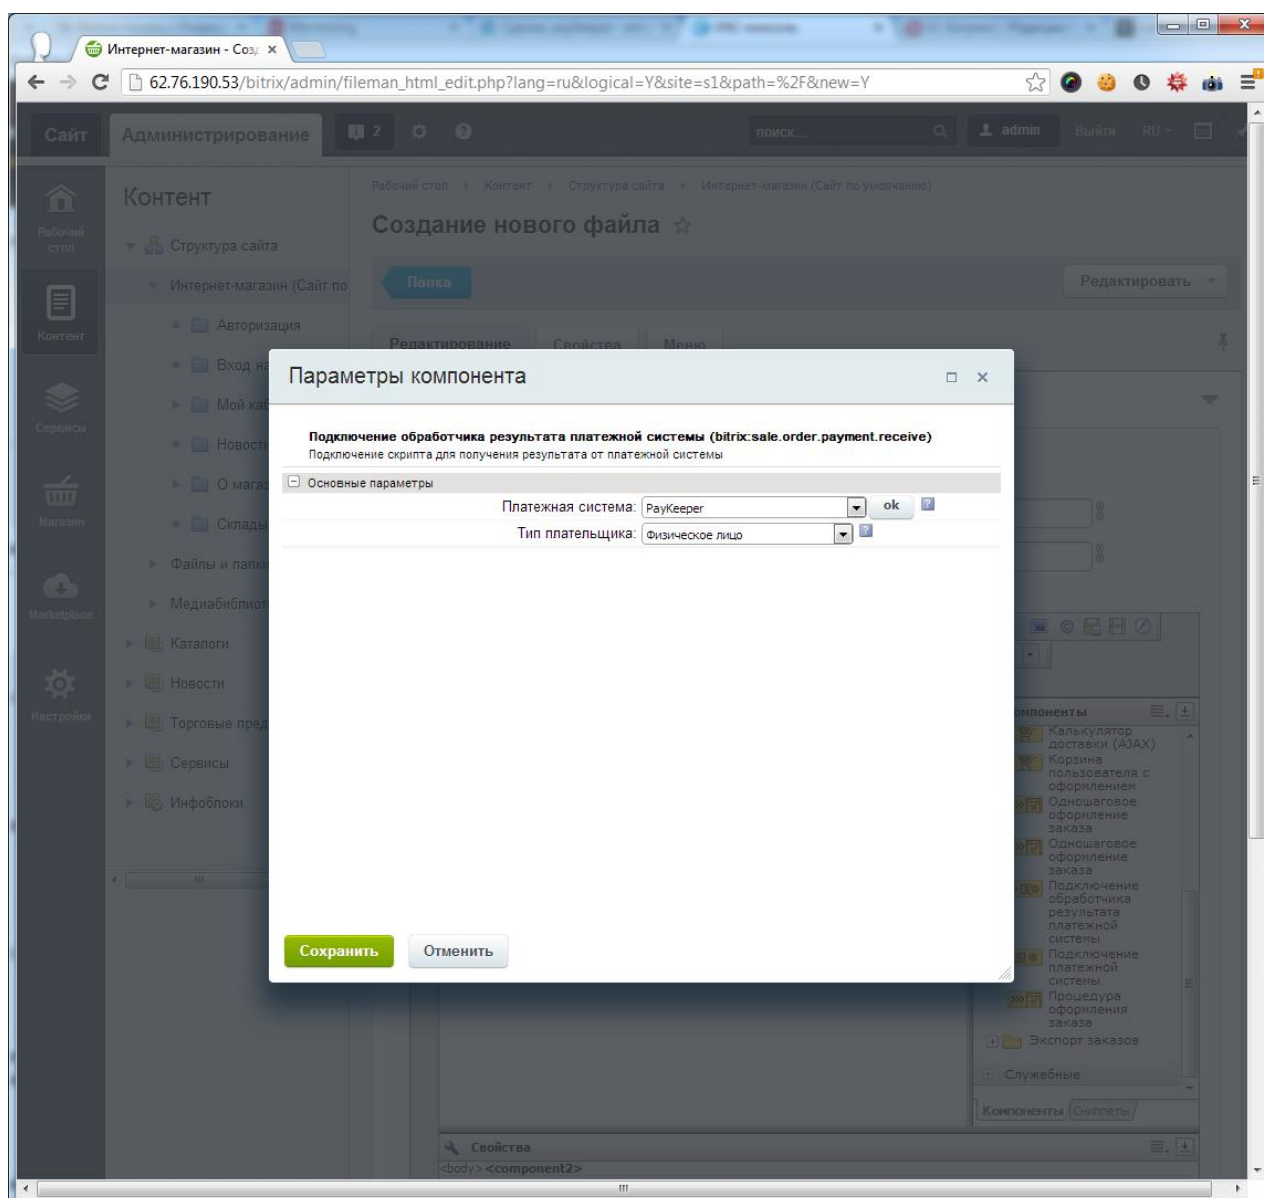 Интернет-магазин - Соз
62.76.190.53/bitrix/admin/fileman_html_edit.php?lang=ru&logical=Y&site=s1&path=%2F&new=Y
Сайт
Администрирование
2
поиск...
admin
Выйти
RU
Рабочий стол
Контент
Сервисы
Магазин
Marketplace
Настройки
Контент
Структура сайта
Интернет-магазин (Сайт по
Авторизация
Вход на
Мой каб
Новости
О магаз
Склады
Файлы и папки
Медиабиблиот
Каталоги
Новости
Торговые пред
Сервисы
Инфоблоки
Рабочий стол Контент Структура сайта Интернет-магазин (Сайт по умолчанию)
Создание нового файла
Папка
Редактировать
Редактирование
Свойства
Меню
Параметры компонента
Подключение обработчика результата платежной системы (bitrix:sale.order.payment.receive)
Подключение скрипта для получения результата от платежной системы
Основные параметры
Платежная система: PayKeeper ok
Тип плательщика: Физическое лицо
Сохранить
Отменить
омпоненты
Калькулятор
доставки (AJAX)
Корзина
пользователя с
оформлением
Одношаговое
оформление
заказа
Одношаговое
оформление
заказа
Подключение
обработчика
результата
платежной
системы
Подключение
платежной
системы
Процедура
оформления
заказа
Экспорт заказов
Служебные
Компоненты
Сниппеты
Свойства
<body> <component2>